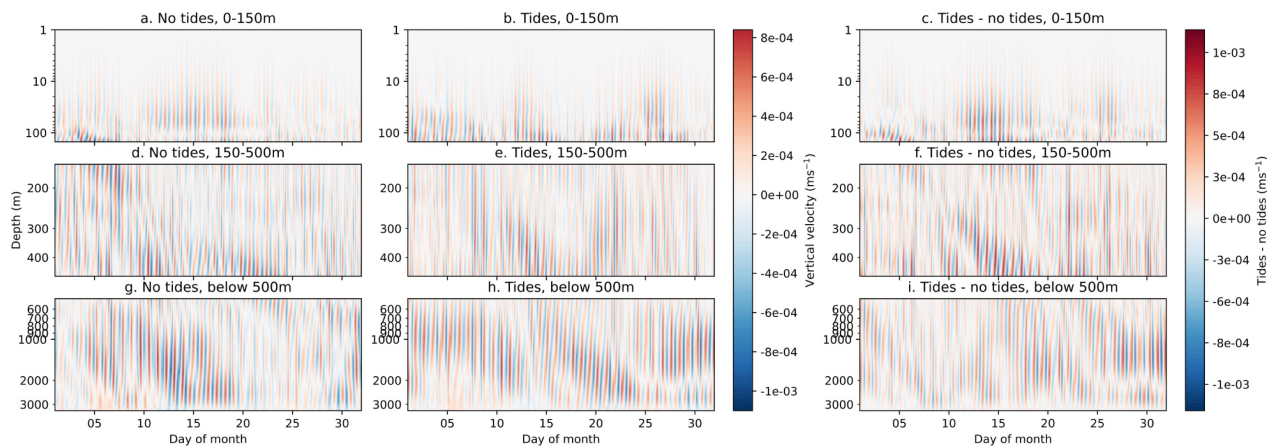 a. No tides, 0-150m
b. Tides, 0-150m
c. Tides - no tides, 0-150m
1
10
100
1
10
100
1
10
100
d. No tides, 150-500m
e. Tides, 150-500m
f. Tides - no tides, 150-500m
Depth (m)
200
300
400
200
300
400
200
300
400
g. No tides, below 500m
h. Tides, below 500m
i. Tides - no tides, below 500m
600
700
800
900
1000
2000
3000
600
700
800
900
1000
2000
3000
600
700
800
900
1000
2000
3000
05 10 15 20 25 30
05 10 15 20 25 30
05 10 15 20 25 30
Day of month
Day of month
Day of month
8e-04
6e-04
4e-04
2e-04
0e+00
-2e-04
-4e-04
-6e-04
-8e-04
-1e-03
Vertical velocity (ms⁻¹)
1e-03
8e-04
5e-04
3e-04
0e+00
-3e-04
-6e-04
-8e-04
-1e-03
Tides - no tides (ms⁻¹)